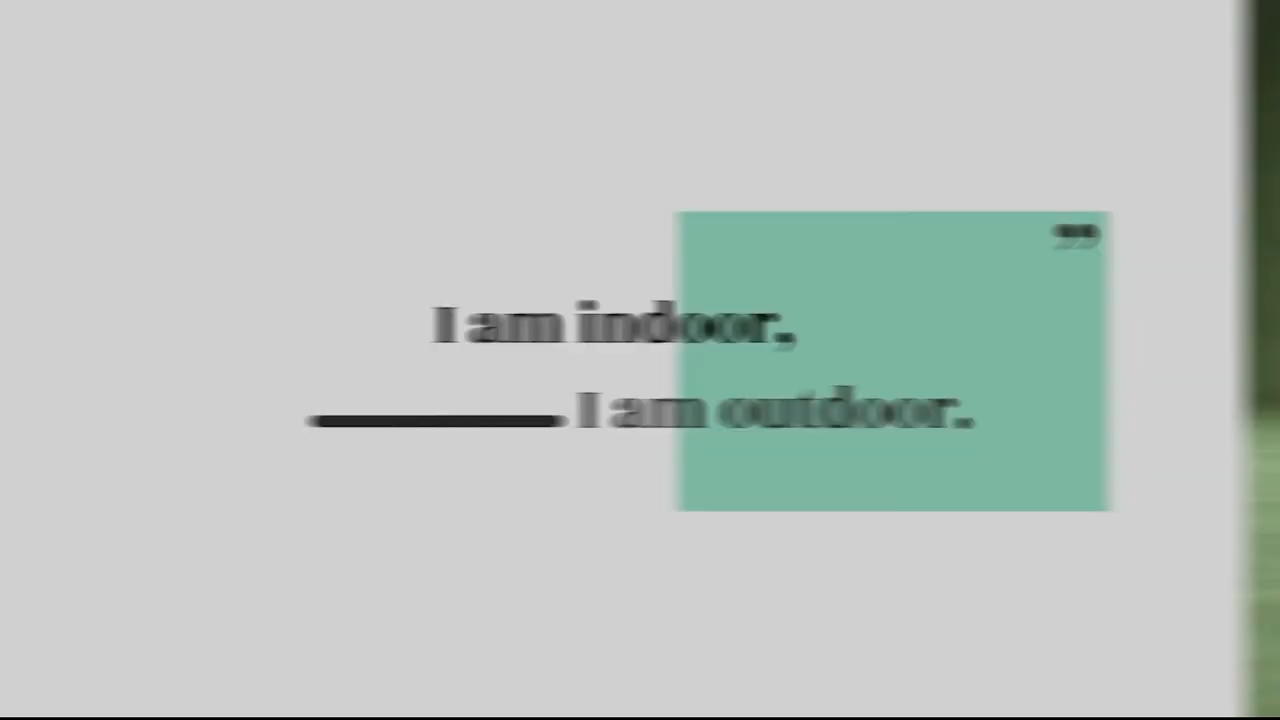 ”
I am indoor,
I am outdoor.